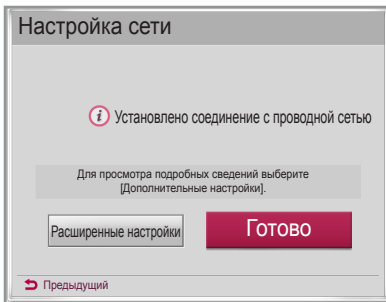 Настройка сети
Установлено соединение с проводной сетью
Для просмотра подробных сведений выберите
[Дополнительные настройки].
Расширенные настройки
Готово
Предыдущий